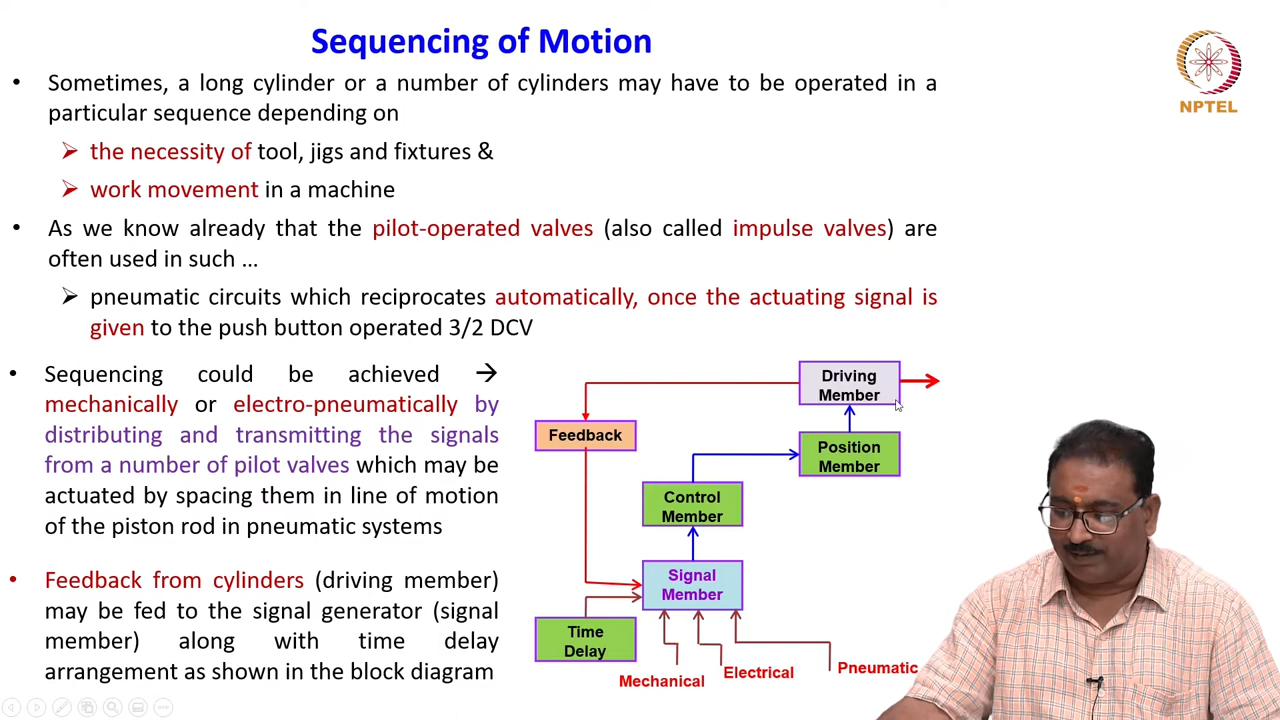 Sequencing of Motion
NPTEL
• Sometimes, a long cylinder or a number of cylinders may have to be operated in a
particular sequence depending on
➢ the necessity of tool, jigs and fixtures &
➢ work movement in a machine
• As we know already that the pilot-operated valves (also called impulse valves) are
often used in such …
➢ pneumatic circuits which reciprocates automatically, once the actuating signal is
given to the push button operated 3/2 DCV
• Sequencing could be achieved →
mechanically or electro-pneumatically by
distributing and transmitting the signals
from a number of pilot valves which may be
actuated by spacing them in line of motion
of the piston rod in pneumatic systems
• Feedback from cylinders (driving member)
may be fed to the signal generator (signal
member) along with time delay
arrangement as shown in the block diagram
Driving
Member
Feedback
Position
Member
Control
Member
Signal
Member
Time
Delay
Mechanical
Electrical
Pneumatic